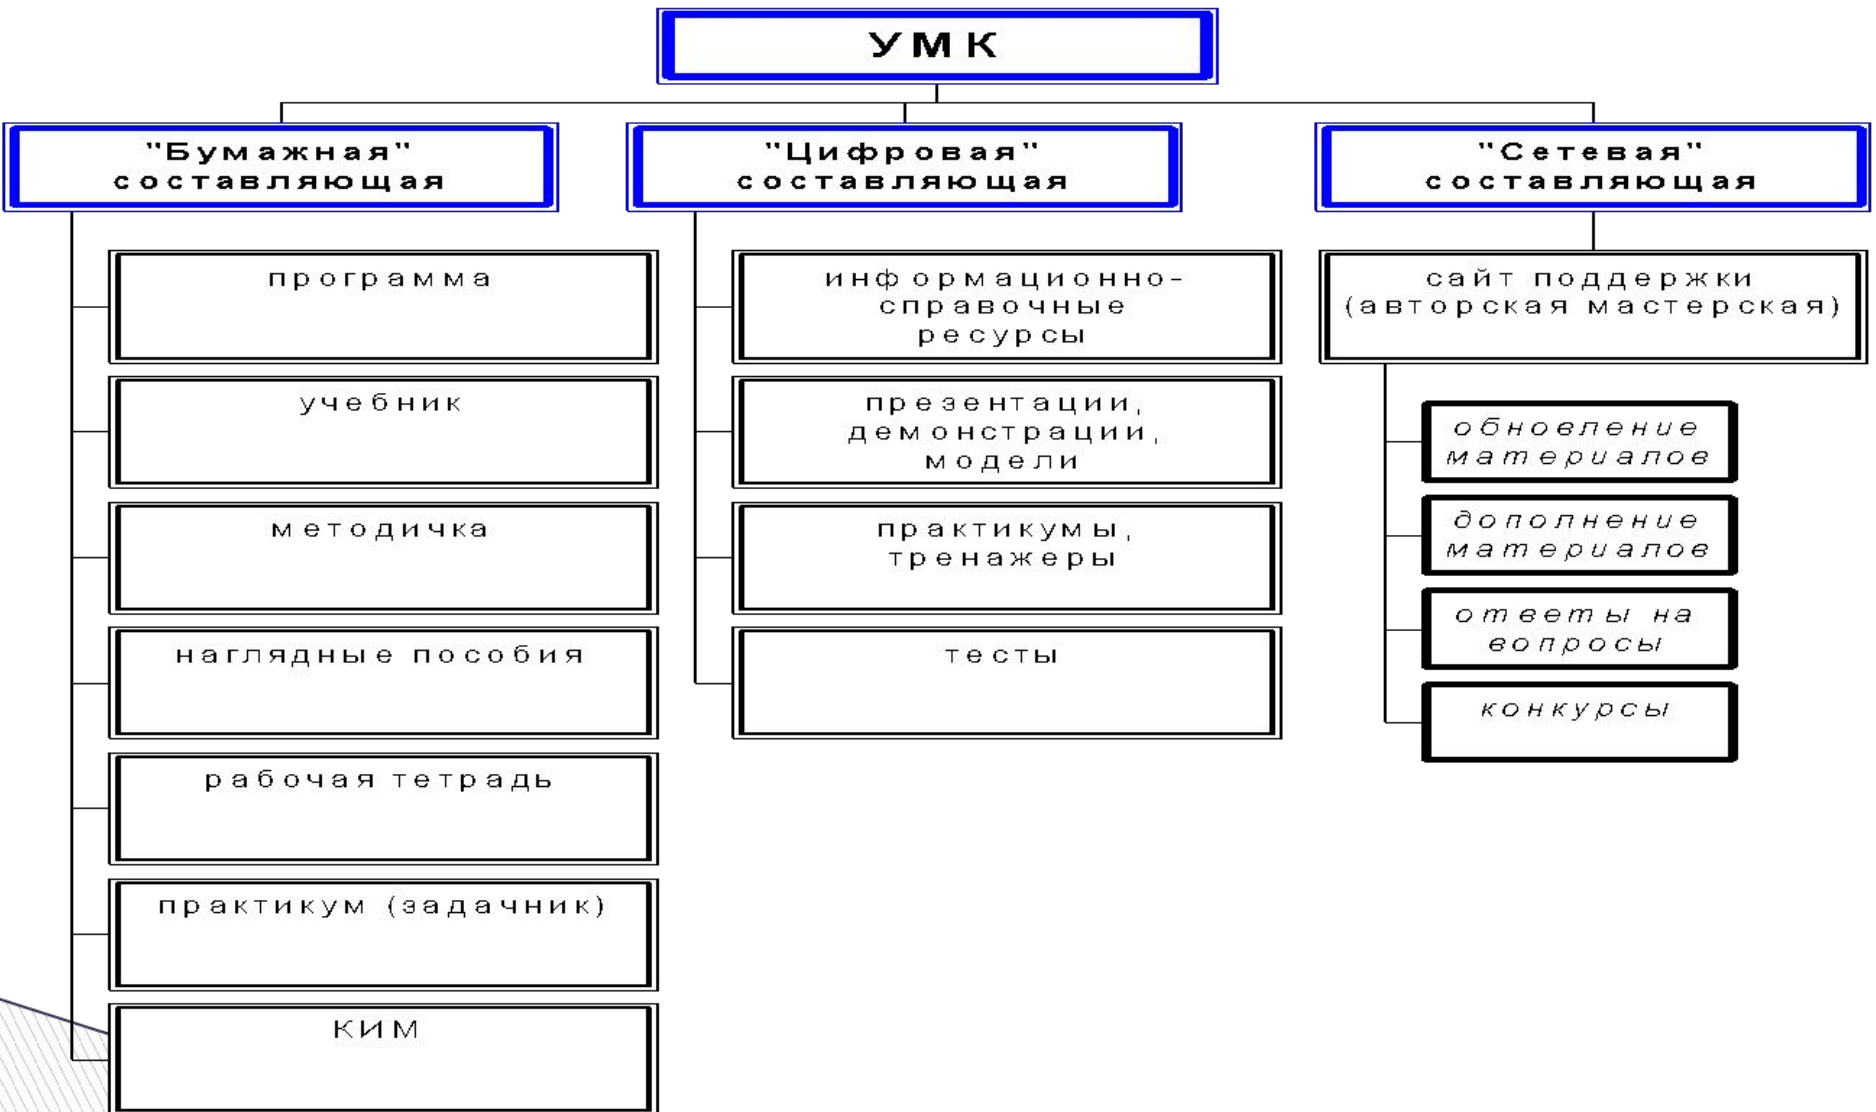 УМК
"Бумажная"
составляющая
программа
учебник
методичка
наглядные пособия
рабочая тетрадь
практикум (задачник)
КИМ
"Цифровая"
составляющая
информационно-
справочные
ресурсы
презентации,
демонстрации,
модели
практикумы,
тренажеры
тесты
"Сетевая"
составляющая
сайт поддержки
(авторская мастерская)
обновление
материалов
дополнение
материалов
ответы на
вопросы
конкурсы